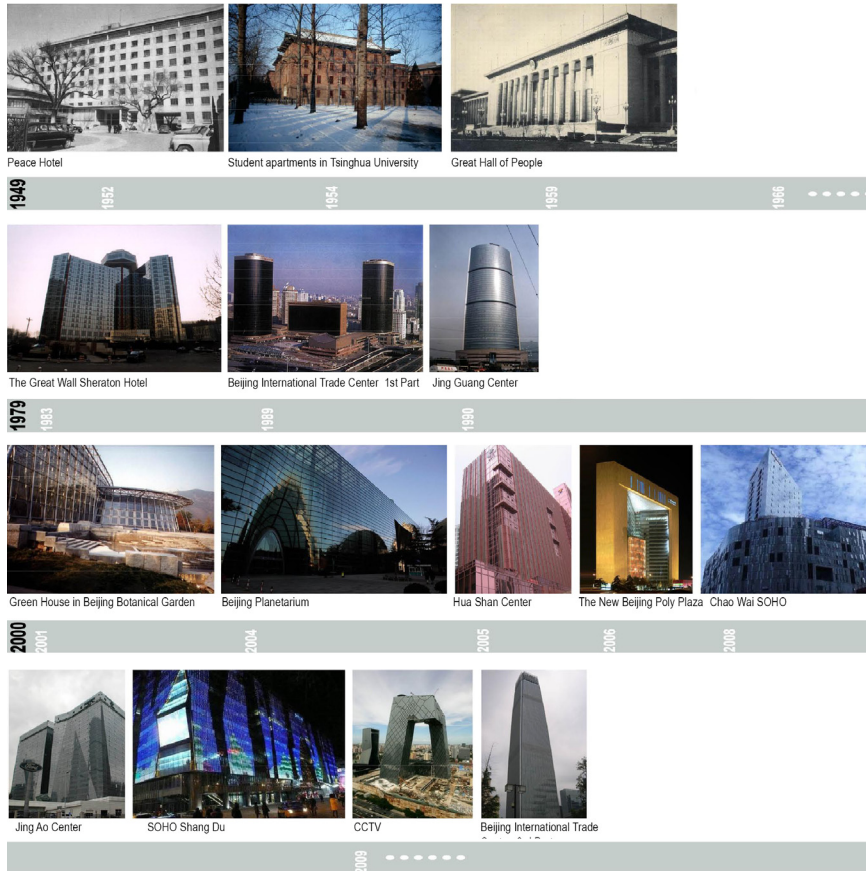 Peace Hotel
Student apartments in Tsinghua University
Great Hall of People
1949
1952
1954
1959
1966
The Great Wall Sheraton Hotel
Beijing International Trade Center 1st Part
Jing Guang Center
1979
1983
1989
1990
Green House in Beijing Botanical Garden
Beijing Planetarium
Hua Shan Center
The New Beijing Poly Plaza
Chao Wai SOHO
2000
2001
2004
2005
2006
2008
Jing Ao Center
SOHO Shang Du
CCTV
Beijing International Trade
2009